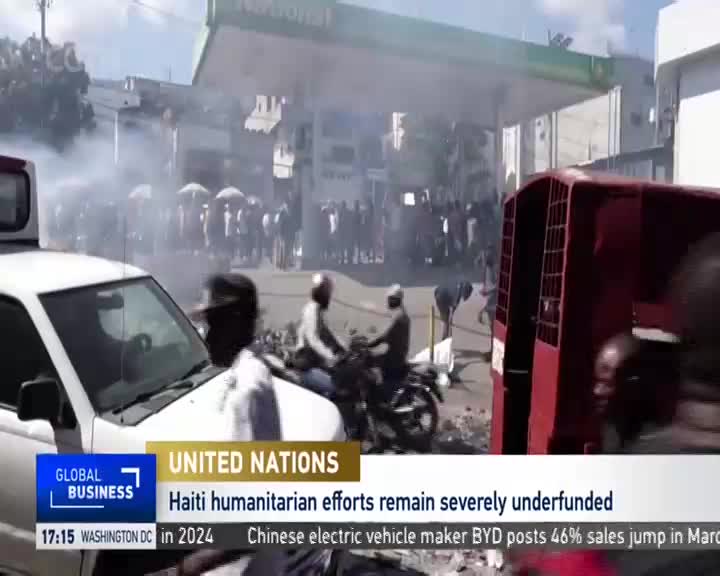 National
UNITED NATIONS
GLOBAL
BUSINESS
Haiti humanitarian efforts remain severely underfunded
17:15 WASHINGTON DC
in 2024 Chinese electric vehicle maker BYD posts 46% sales jump in Marc